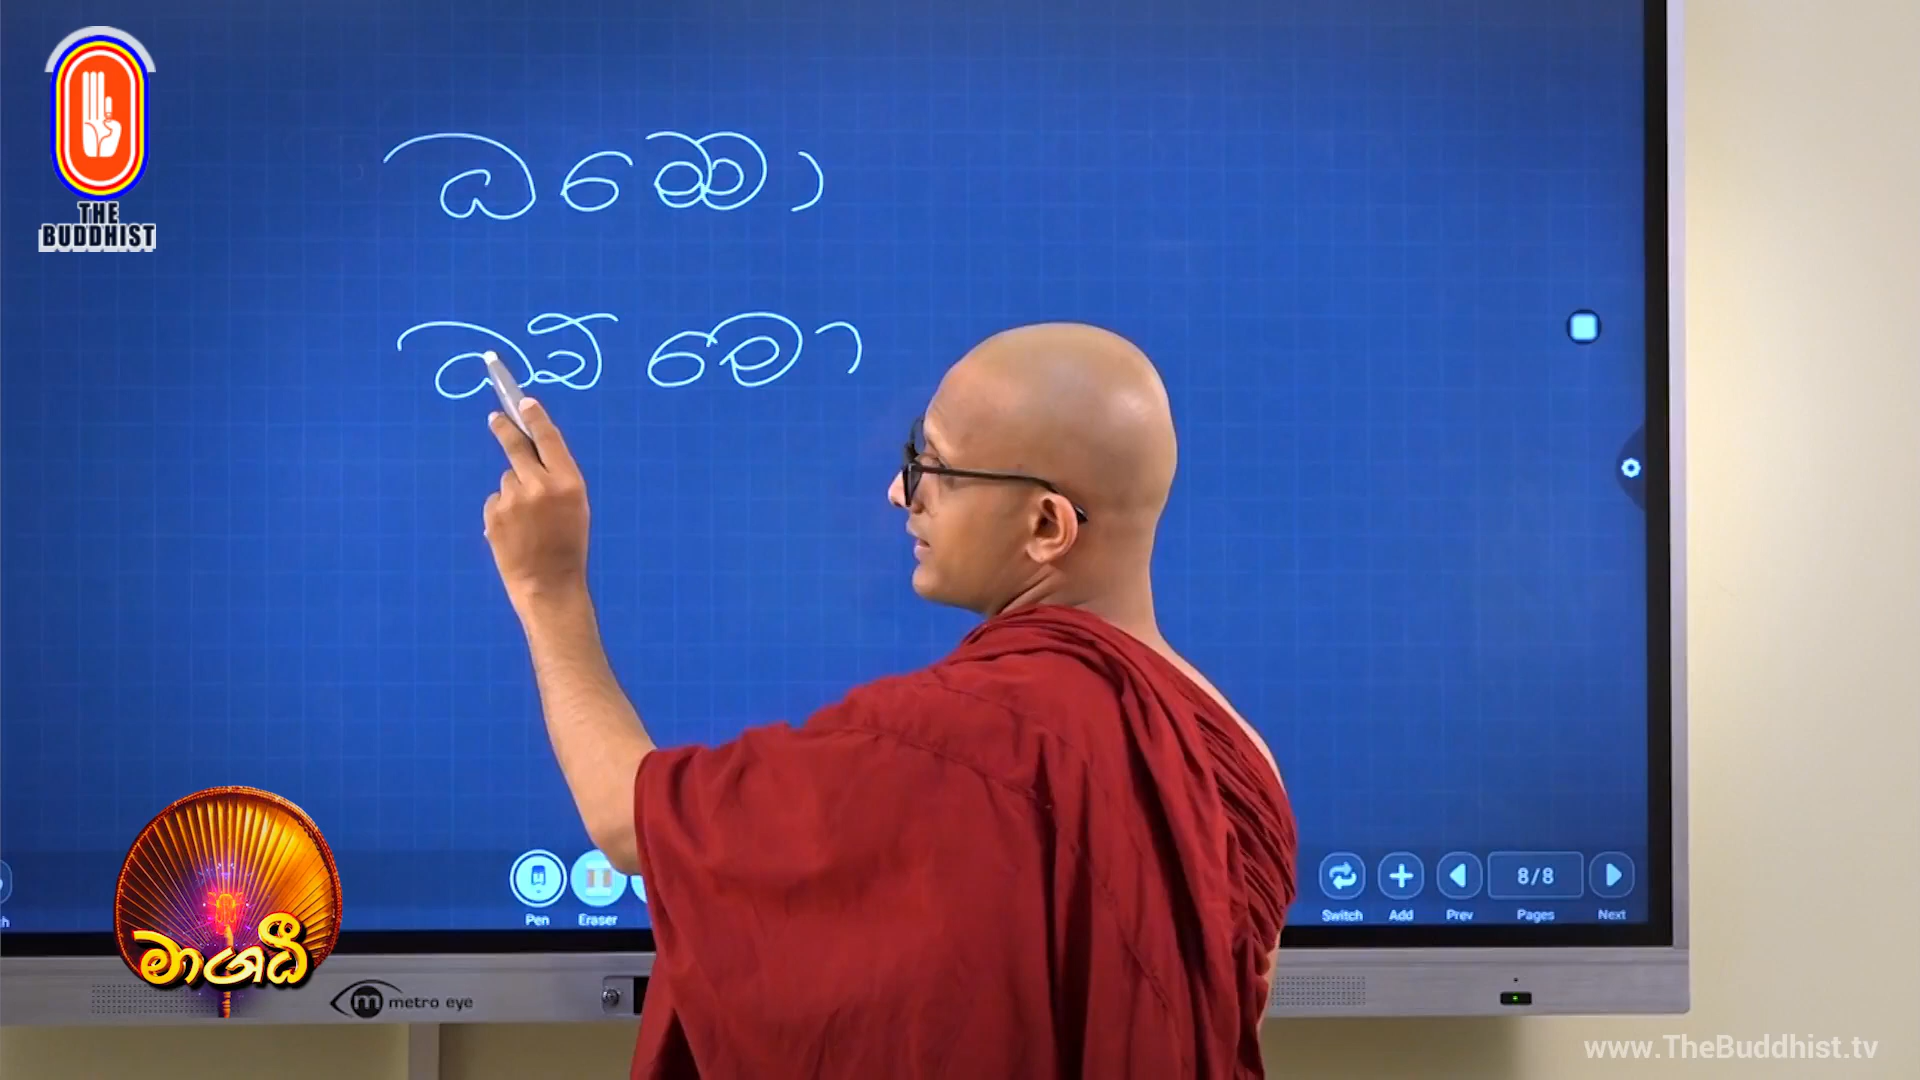 THE
BUDDHIST
ධම‍්මො
ධම්මො
8/8
Pen Eraser Switch Add Prev Pages Next
මාගධී
metro eye
www.TheBuddhist.tv